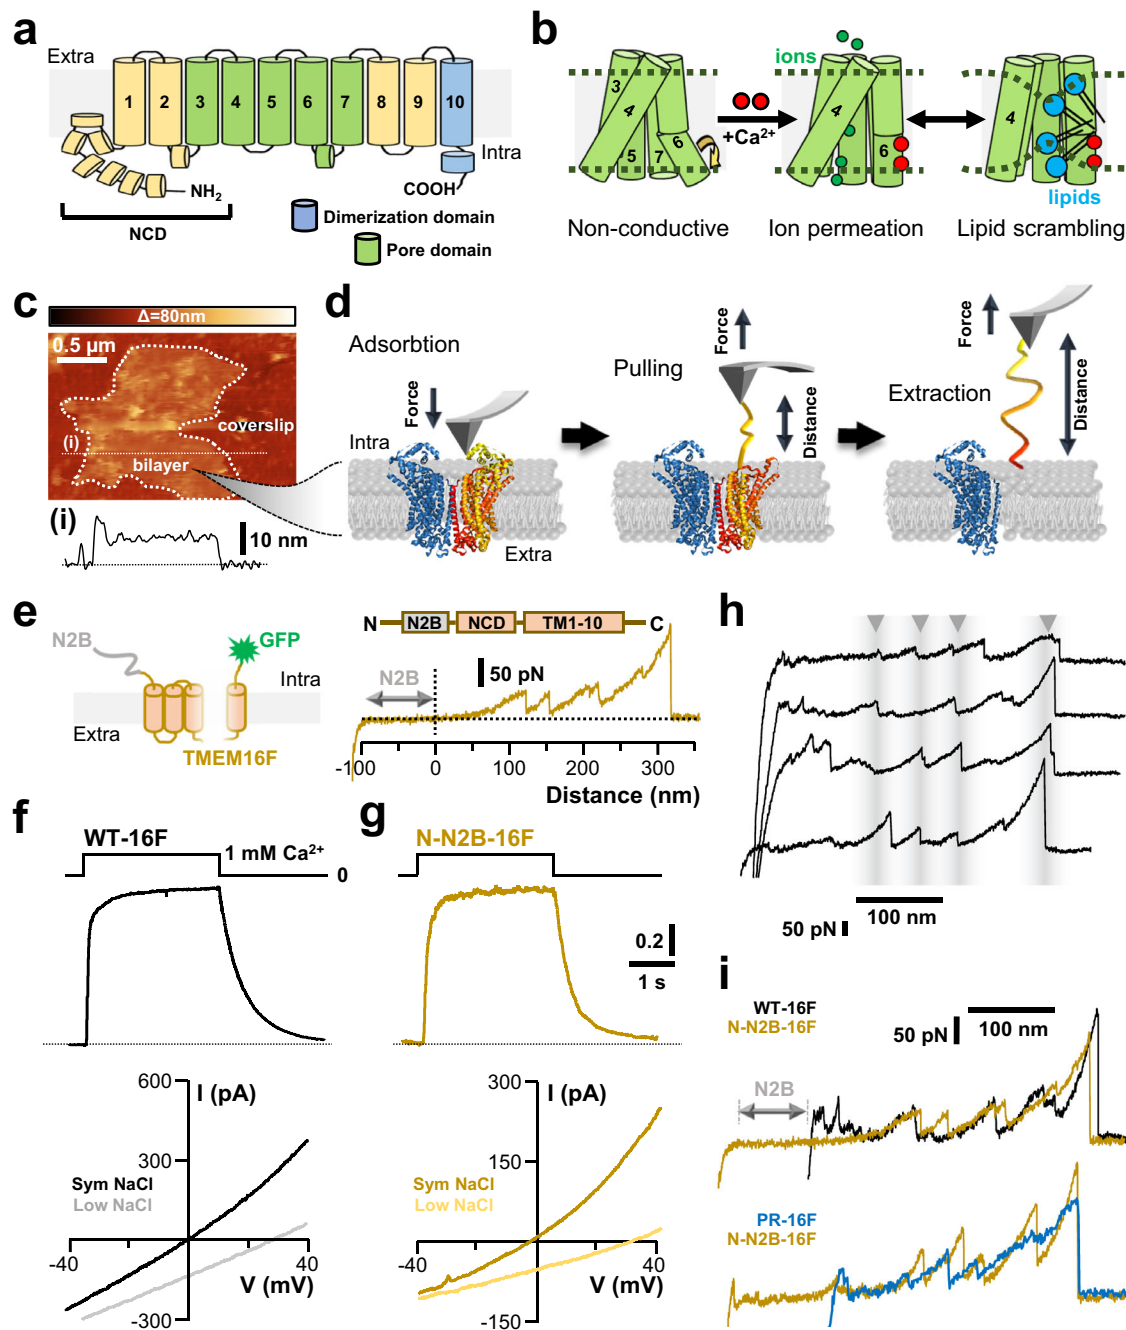 a
Extra
1 2 3 4 5 6 7 8 9 10
Intra
NH2
COOH
NCD
Dimerization domain
Pore domain
b
ions
3
4
5
7
6
+Ca2+
4
6
4
lipids
Non-conductive
Ion permeation
Lipid scrambling
c
Δ=80nm
0.5 µm
coverslip
(i)
bilayer
(i)
10 nm
d
Adsorbtion
Force
Intra
Extra
Pulling
Force
Distance
Extraction
Force
Distance
e
N2B
GFP
Intra
Extra
TMEM16F
N N2B NCD TM1-10 C
50 pN
N2B
-100 0 100 200 300
Distance (nm)
f
WT-16F
1 mM Ca2+
0
600
I (pA)
300
Sym NaCl
Low NaCl
-40
40
V (mV)
-300
g
N-N2B-16F
0.2
1 s
300
I (pA)
150
Sym NaCl
Low NaCl
-40
40
V (mV)
-150
h
100 nm
50 pN
i
WT-16F
N-N2B-16F
50 pN
100 nm
N2B
PR-16F
N-N2B-16F